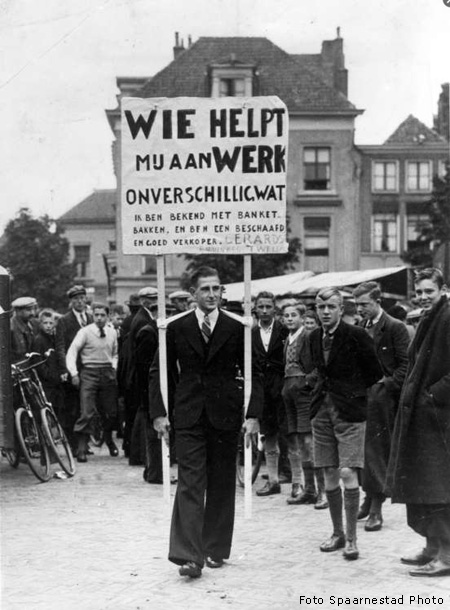 WIE HELPT
MIJ AAN WERK
ONVERSCHILLIG.WAT
IK BEN BEKEND MET BANKET.
BAKKEN, EN BEN EEN BESCHAAFD
EN GOED VERKOPER.
Foto Spaarnestad Photo